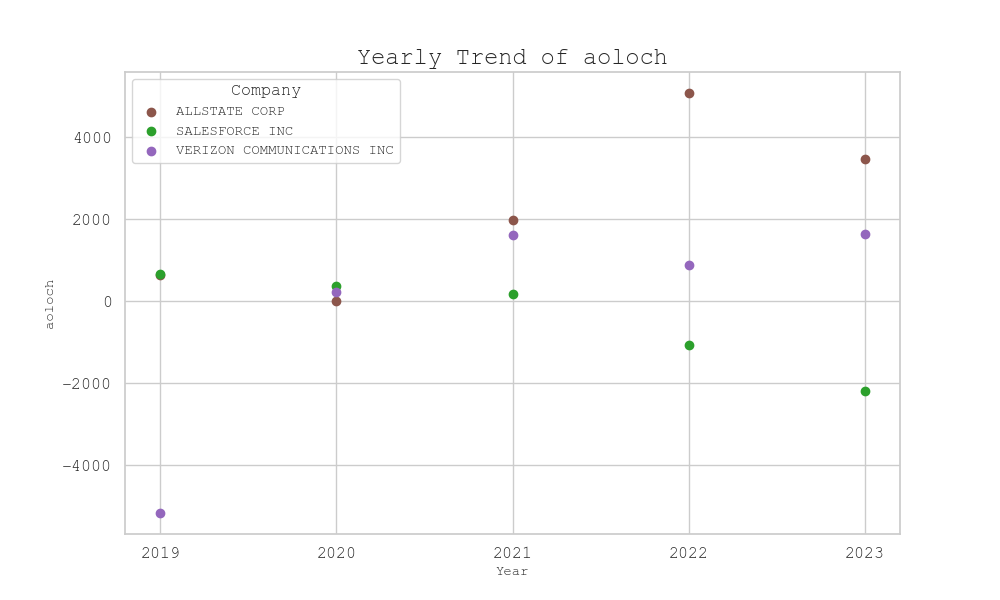 Yearly Trend of aoloch
Company
ALLSTATE CORP
SALESFORCE INC
VERIZON COMMUNICATIONS INC
4000
2000
0
−2000
−4000
aoloch
2019 2020 2021 2022 2023
Year